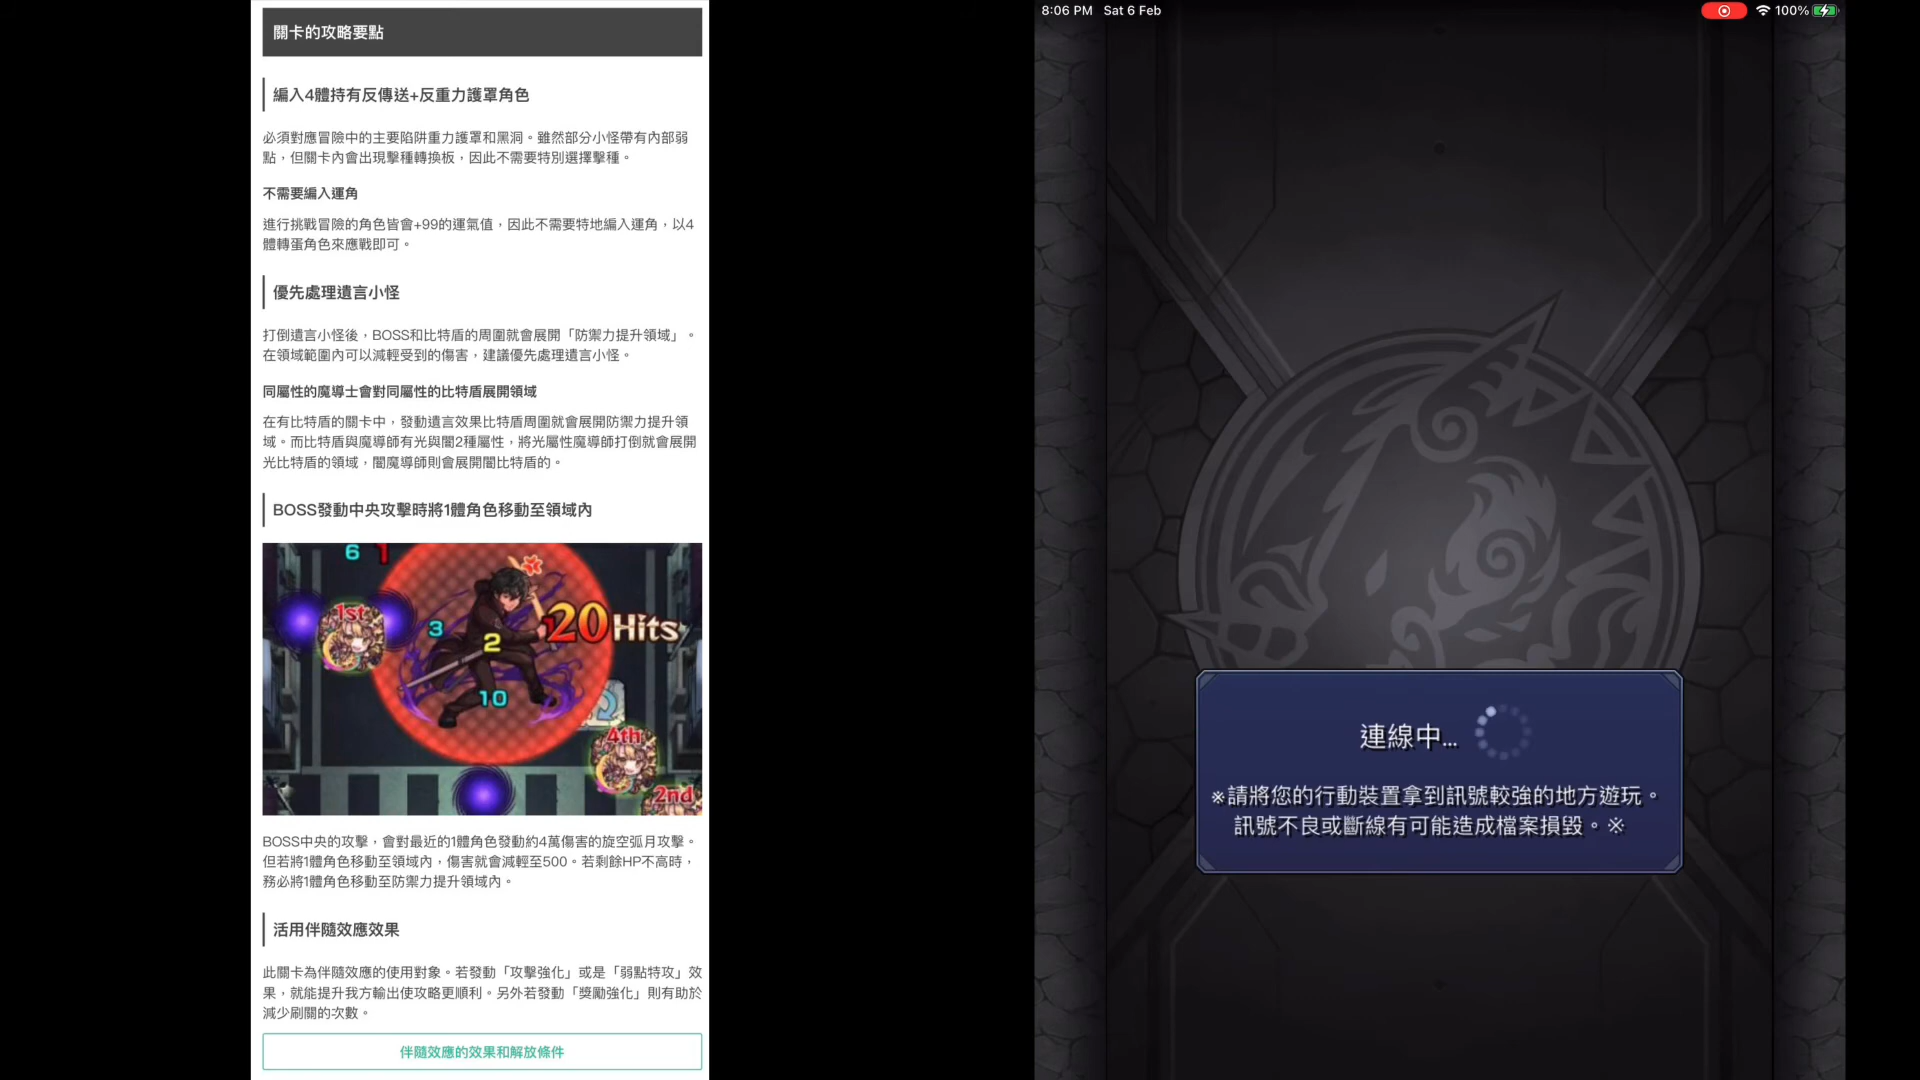 關卡的攻略要點
編入4體持有反傳送+反重力護罩角色
必須對應冒險中的主要陷阱重力護罩和黑洞。雖然部分小怪帶有內部弱
點，但關卡內會出現擊種轉換板，因此不需要特別選擇擊種。
不需要編入運角
進行挑戰冒險的角色皆會+99的運氣值，因此不需要特地編入運角，以4
體轉蛋角色來應戰即可。
優先處理遺言小怪
打倒遺言小怪後，BOSS和比特盾的周圍就會展開「防禦力提升領域」。
在領域範圍內可以減輕受到的傷害，建議優先處理遺言小怪。
同屬性的魔導士會對同屬性的比特盾展開領域
在有比特盾的關卡中，發動遺言效果比特盾周圍就會展開防禦力提升領
域。而比特盾與魔導師有光與闇2種屬性，將光屬性魔導師打倒就會展開
光比特盾的領域，闇魔導師則會展開闇比特盾的。
BOSS發動中央攻擊時將1體角色移動至領域內
6 1
1st
3
2
20 Hits
10
4th
2nd
BOSS中央的攻擊，會對最近的1體角色發動約4萬傷害的旋空弧月攻擊。
但若將1體角色移動至領域內，傷害就會減輕至500。若剩餘HP不高時，
務必將1體角色移動至防禦力提升領域內。
活用伴隨效應效果
此關卡為伴隨效應的使用對象。若發動「攻擊強化」或是「弱點特攻」效
果，就能提升我方輸出使攻略更順利。另外若發動「獎勵強化」則有助於
減少刷關的次數。
伴隨效應的效果和解放條件
8:06 PM Sat 6 Feb
100%
連線中...
※請將您的行動裝置拿到訊號較強的地方遊玩。
訊號不良或斷線有可能造成檔案損毀。※